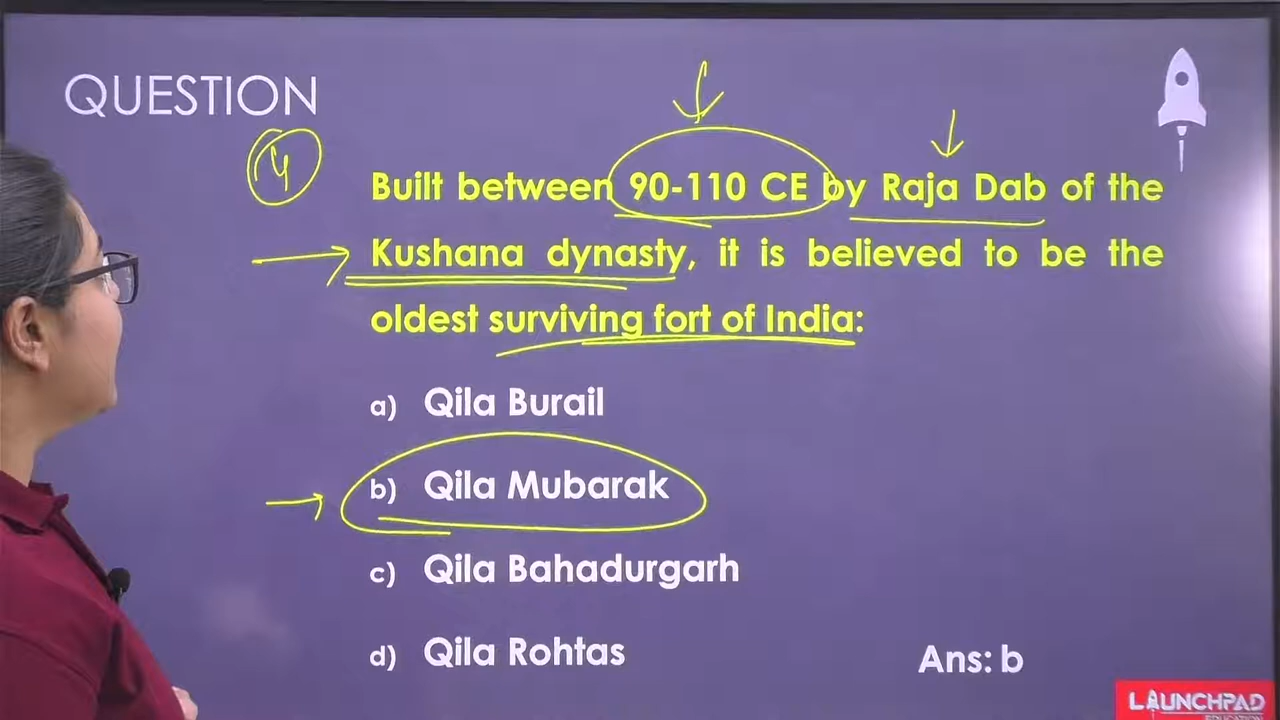 QUESTION
4
Built between 90-110 CE by Raja Dab of the
Kushana dynasty, it is believed to be the
oldest surviving fort of India:
a) Qila Burail
b) Qila Mubarak
c) Qila Bahadurgarh
d) Qila Rohtas
Ans: b
LAUNCHPAD
EDUCATION